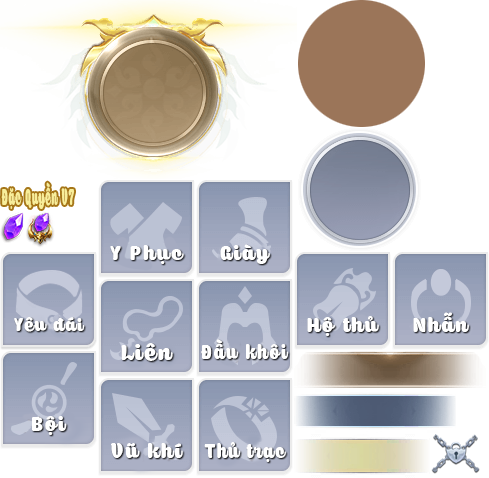 Đặc Quyền V7
Y Phục
Giày
Yêu đái
Liên
Đầu khôi
Hộ thủ
Nhẫn
Bội
Vũ khí
Thủ trạc